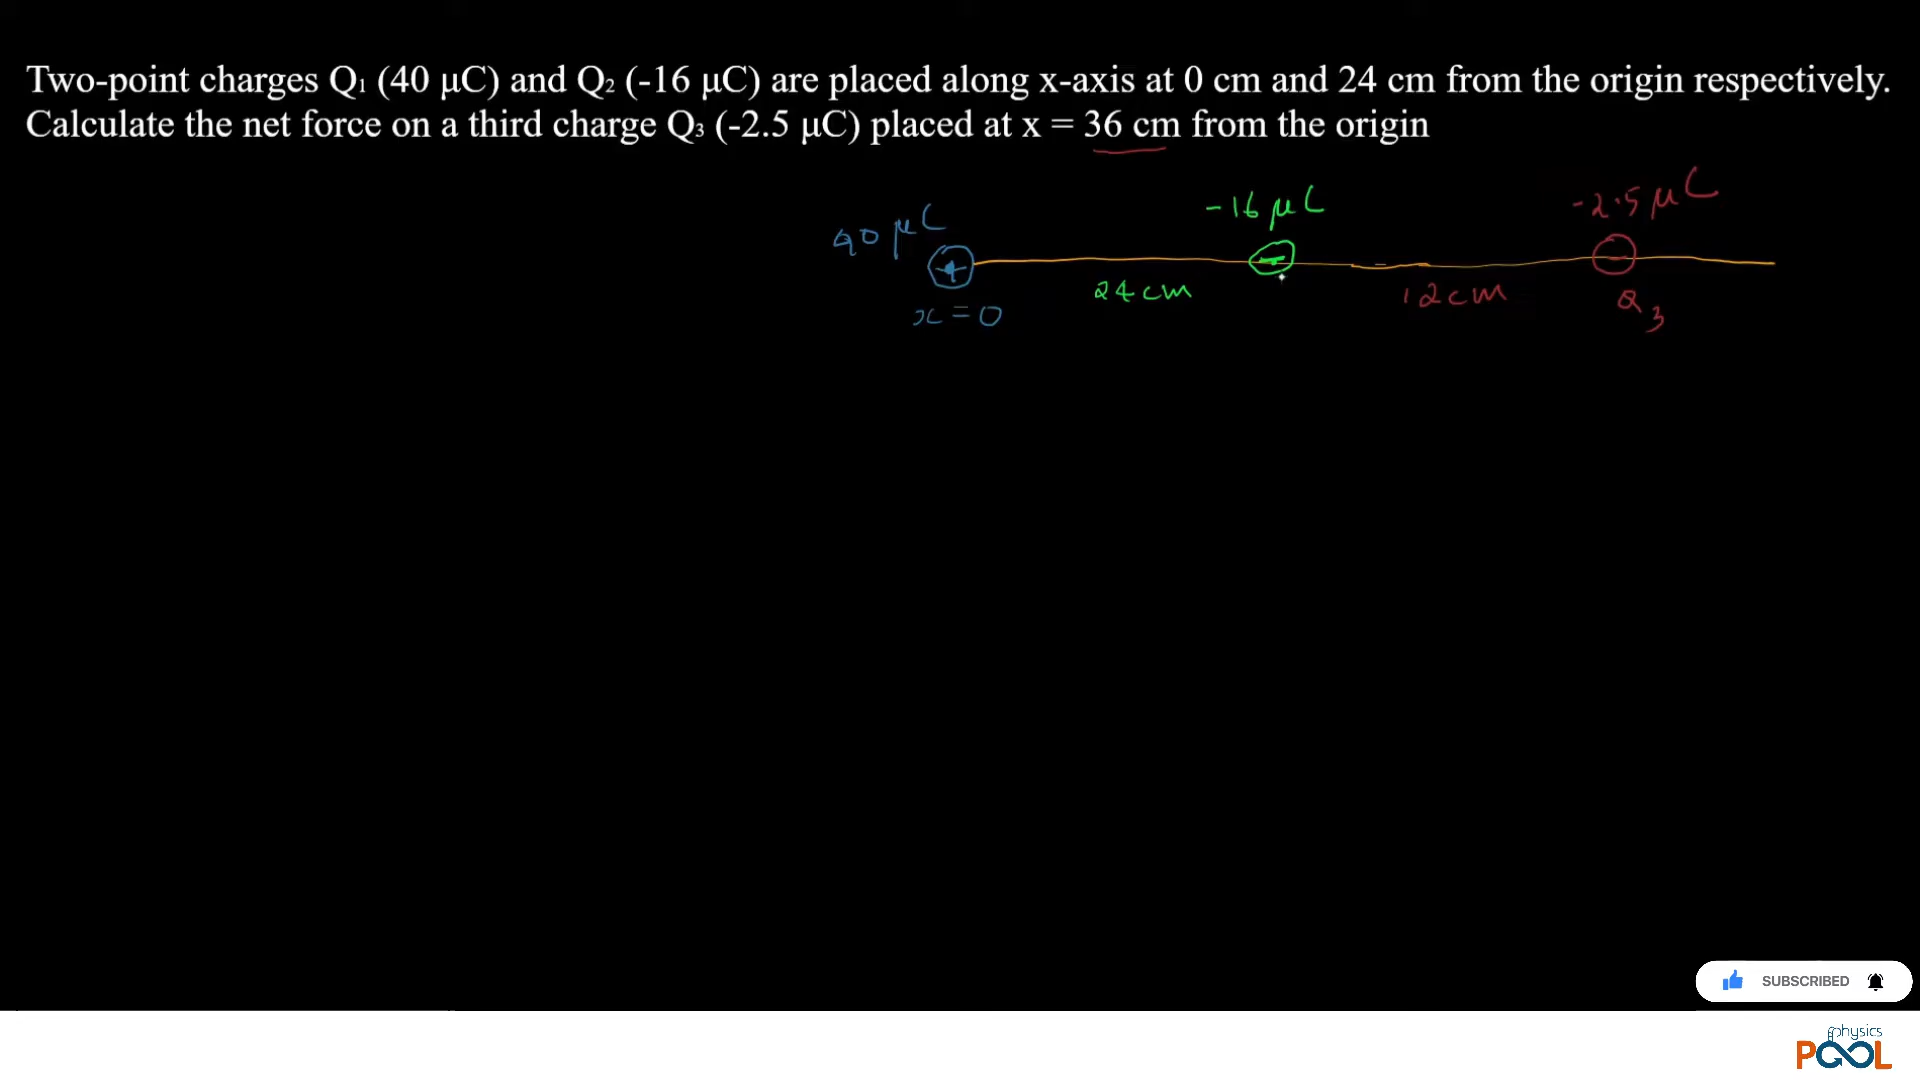 Two-point charges Q₁ (40 μC) and Q₂ (-16 μC) are placed along x-axis at 0 cm and 24 cm from the origin respectively.
Calculate the net force on a third charge Q₃ (-2.5 μC) placed at x = 36 cm from the origin
40 μC
-16 μC
-2.5 μC
+
-
-
24 cm
12 cm
x = 0
Q₃
SUBSCRIBED
physics
POOL